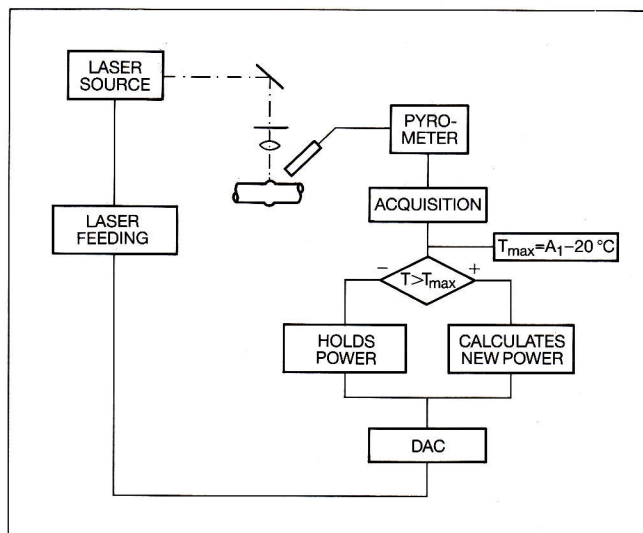 LASER
SOURCE
PYRO-
METER
ACQUISITION
LASER
FEEDING
Tmax=A1−20 °C
−
+
T>Tmax
HOLDS
POWER
CALCULATES
NEW POWER
DAC